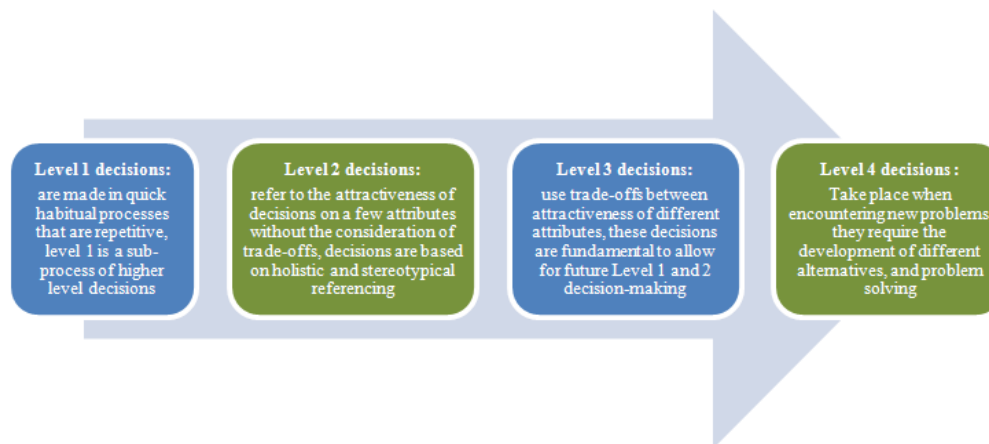 Level 1 decisions:
are made in quick
habitual processes
that are repetitive,
level 1 is a sub-
process of higher
level decisions
Level 2 decisions:
refer to the attractiveness of
decisions on a few attributes
without the consideration of
trade-offs, decisions are based
on holistic and stereotypical
referencing
Level 3 decisions:
use trade-offs between
attractiveness of different
attributes, these decisions
are fundamental to allow
for future Level 1 and 2
decision-making
Level 4 decisions :
Take place when
encountering new problems,
they require the
development of different
alternatives, and problem
solving